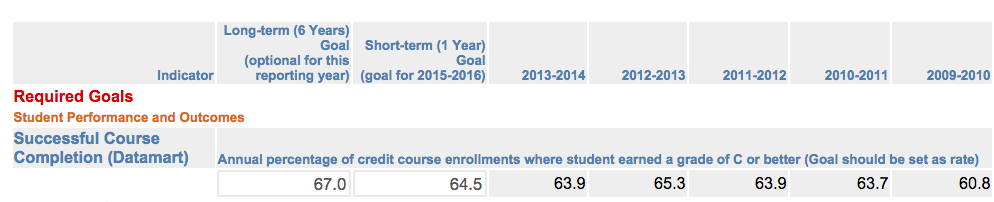 Long-term (6 Years)
Goal Short-term (1 Year)
(optional for this Goal
Indicator reporting year) (goal for 2015-2016) 2013-2014 2012-2013 2011-2012 2010-2011 2009-2010
Required Goals
Student Performance and Outcomes
Successful Course
Completion (Datamart) Annual percentage of credit course enrollments where student earned a grade of C or better (Goal should be set as rate)
67.0 64.5 63.9 65.3 63.9 63.7 60.8